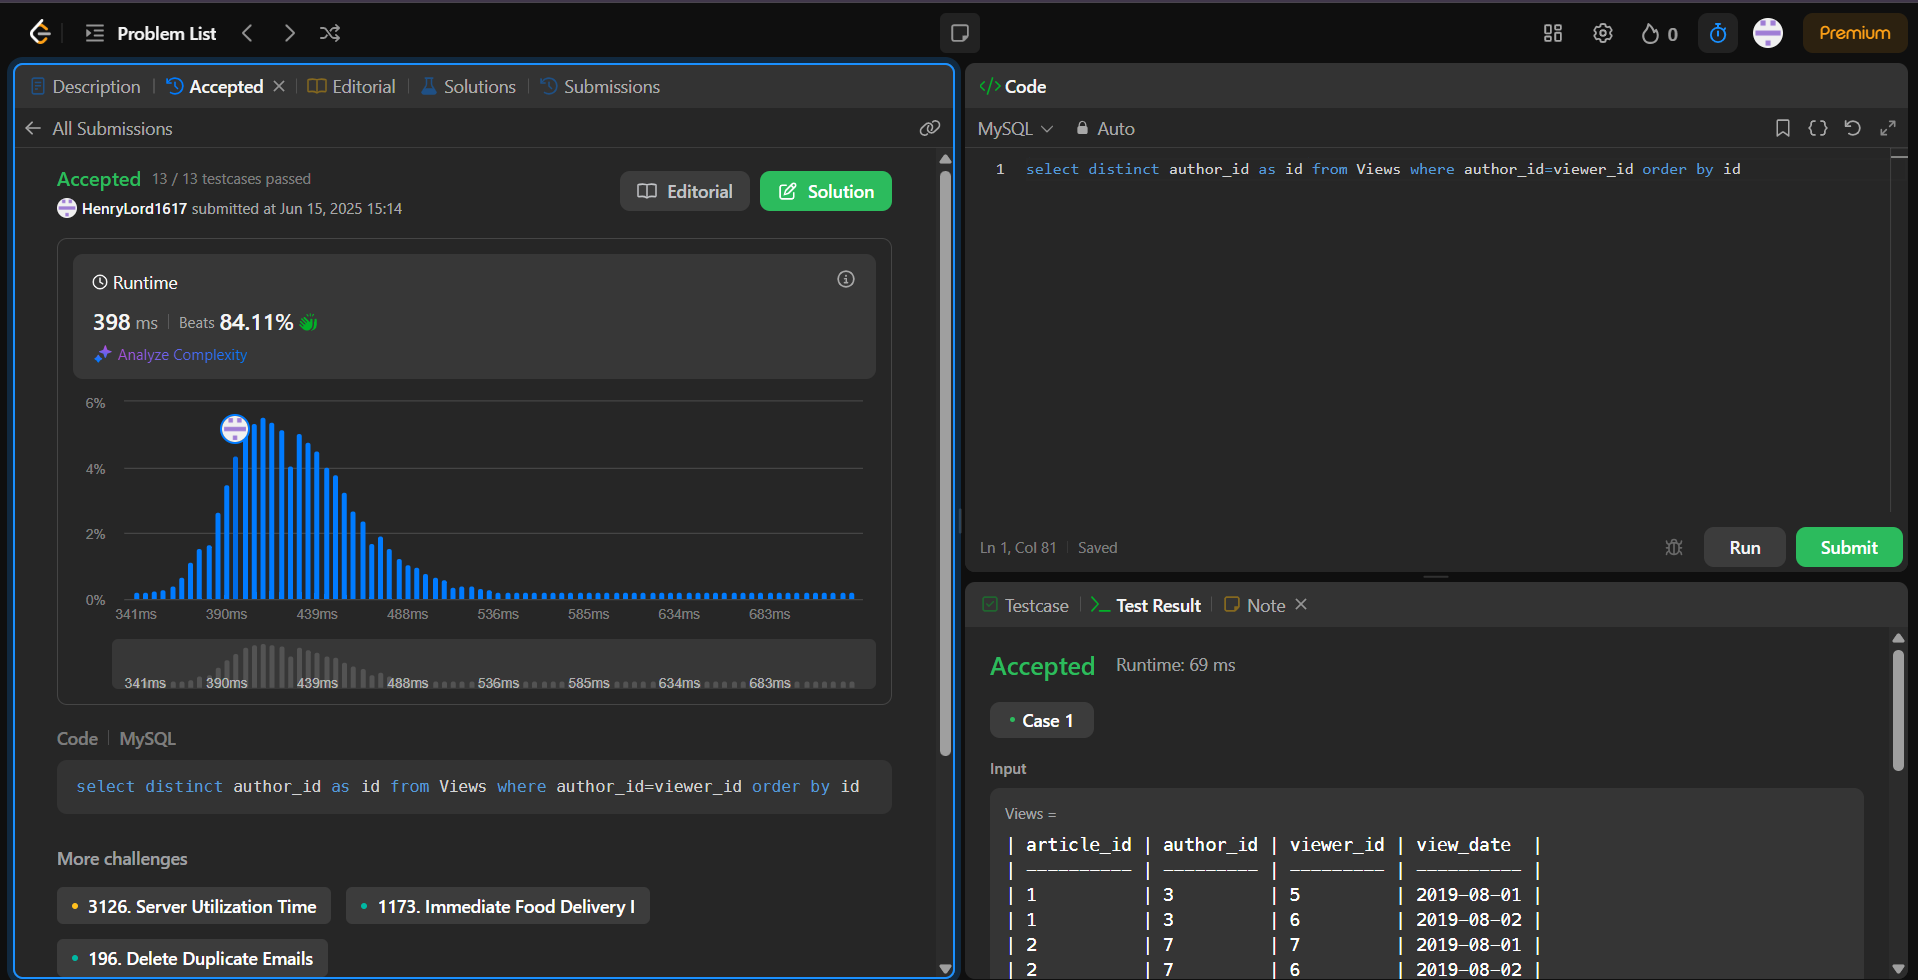 Problem List
0
Premium
Description
Accepted
Editorial
Solutions
Submissions
All Submissions
Accepted 13 / 13 testcases passed
HenryLord1617 submitted at Jun 15, 2025 15:14
Editorial
Solution
Runtime
398 ms Beats 84.11%
Analyze Complexity
6%
4%
2%
0%
341ms 390ms 439ms 488ms 536ms 585ms 634ms 683ms
341ms 390ms 439ms 488ms 536ms 585ms 634ms 683ms
Code MySQL
select distinct author_id as id from Views where author_id=viewer_id order by id
More challenges
3126. Server Utilization Time
1173. Immediate Food Delivery I
196. Delete Duplicate Emails
</> Code
MySQL Auto
1 select distinct author_id as id from Views where author_id=viewer_id order by id
Ln 1, Col 81 Saved
Run
Submit
Testcase
Test Result
Note
Accepted Runtime: 69 ms
Case 1
Input
Views =
| article_id | author_id | viewer_id | view_date |
| ---------- | --------- | --------- | ---------- |
| 1 | 3 | 5 | 2019-08-01 |
| 1 | 3 | 6 | 2019-08-02 |
| 2 | 7 | 7 | 2019-08-01 |
| 2 | 7 | 6 | 2019-08-02 |